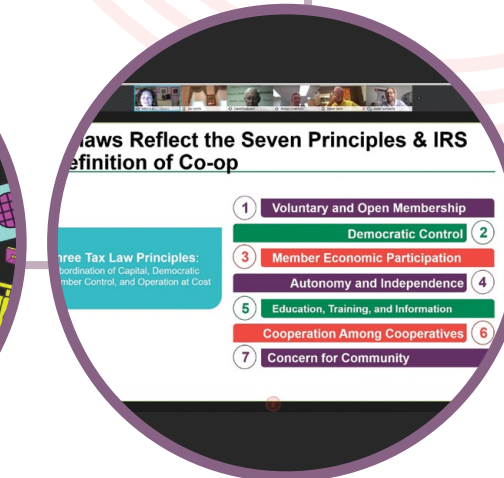 laws Reflect the Seven Principles & IRS
efinition of Co-op
hree Tax Law Principles:
bordination of Capital, Democratic
mber Control, and Operation at Cost
1 Voluntary and Open Membership
Democratic Control 2
3 Member Economic Participation
Autonomy and Independence 4
5 Education, Training, and Information
Cooperation Among Cooperatives 6
7 Concern for Community